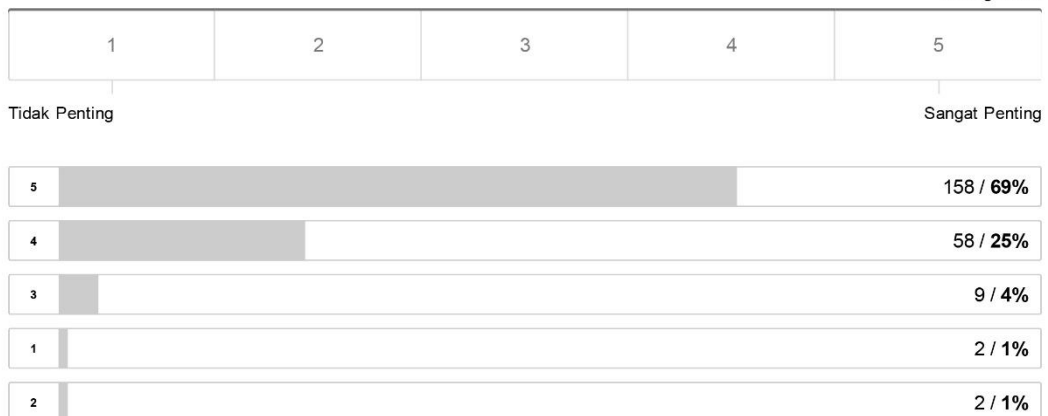 1 2 3 4 5
Tidak Penting Sangat Penting
5 158 / 69%
4 58 / 25%
3 9 / 4%
1 2 / 1%
2 2 / 1%